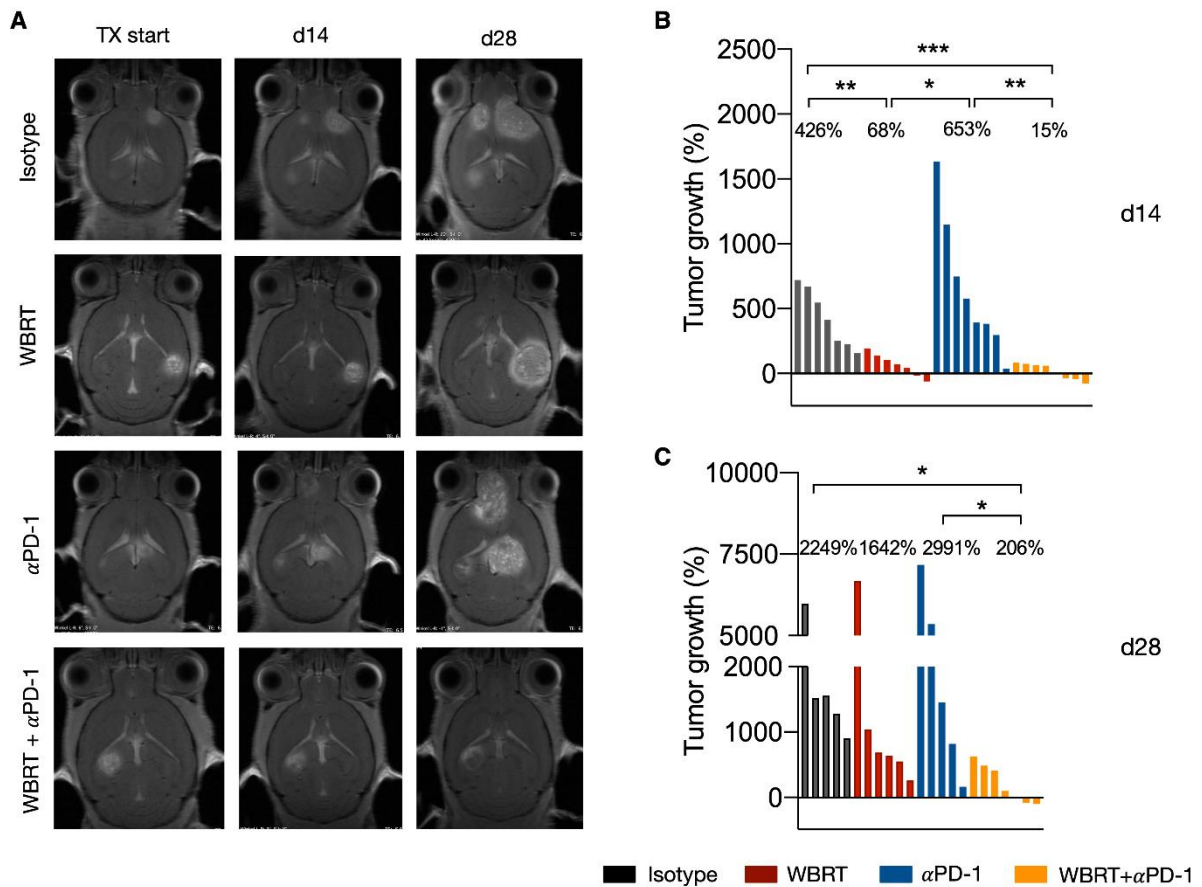 A
TX start d14 d28
Isotype
WBRT
αPD-1
WBRT + αPD-1
B
Tumor growth (%)
2500
2000
1500
1000
500
0
***
** * **
426% 68% 653% 15%
d14
C
Tumor growth (%)
10000
7500
5000
2000
1000
0
*
*
2249% 1642% 2991% 206%
d28
Isotype WBRT αPD-1 WBRT+αPD-1